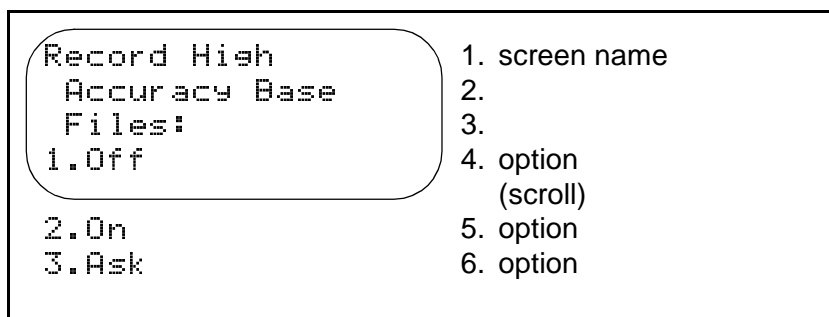 Record High 1. screen name
Accuracy Base 2.
Files: 3.
1.Off 4. option
(scroll)
2.On 5. option
3.Ask 6. option